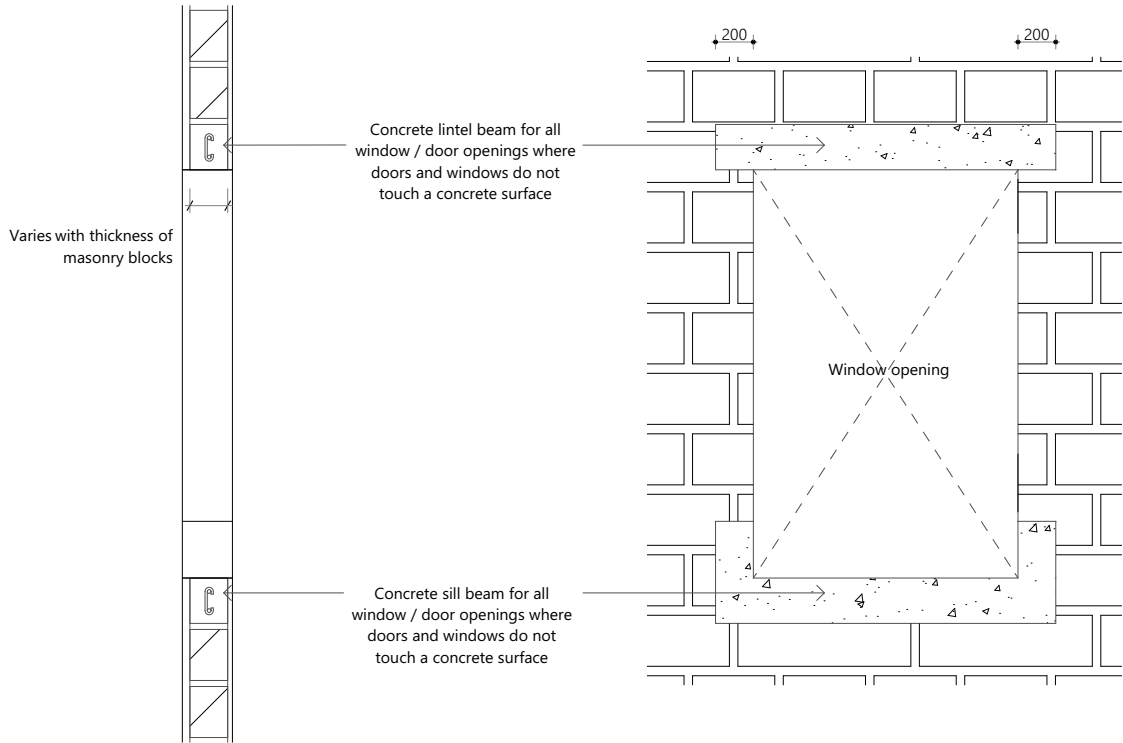 200
200
Concrete lintel beam for all
window / door openings where
doors and windows do not
touch a concrete surface
Varies with thickness of
masonry blocks
Window opening
Concrete sill beam for all
window / door openings where
doors and windows do not
touch a concrete surface